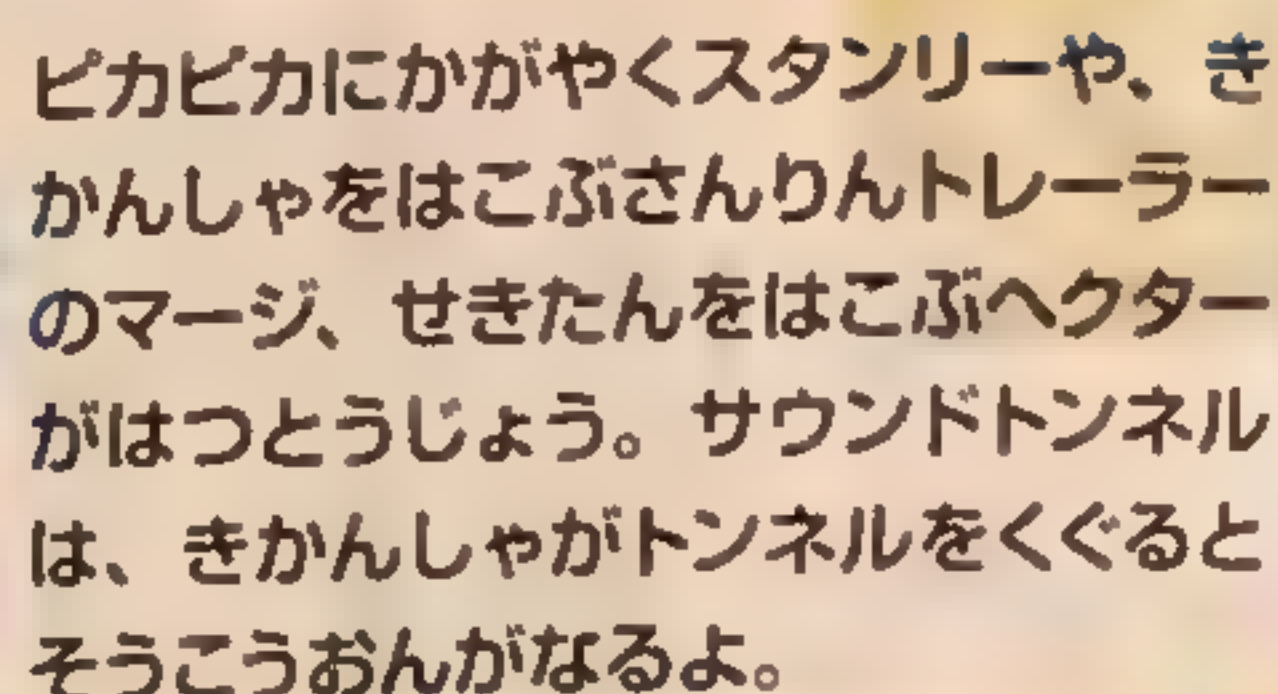 ピカピカにかがやくスタンリーや、き
かんしゃをはこぶさんりんトレーラー
のマージ、せきたんをはこぶヘクター
がはつとうじょう。サウンドトンネル
は、きかんしゃがトンネルをくぐると
そうこうおんがなるよ。